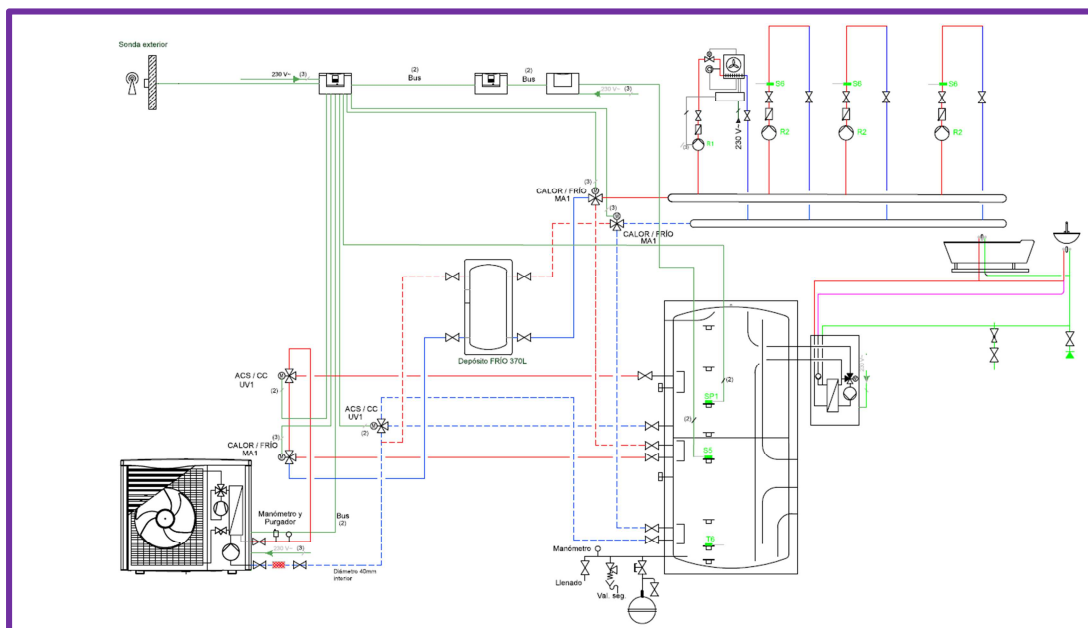 Sonda exterior
230 V~ (3)
(2)
Bus
(2)
Bus
230 V~ (3)
S6
S6
S6
R1
R2
R2
R2
(3)
230 V~
(3)
CALOR / FRÍO
MA1
(3)
CALOR / FRÍO
MA1
Depósito FRÍO 370L
ACS / CC
UV1
(2)
ACS / CC
UV1
(2)
(2)
SP1
(2)
S5
(3)
CALOR / FRÍO
MA1
Manómetro y
Purgador
Bus
(2)
230 V~ (3)
Diámetro 40mm
interior
T6
Manómetro
Llenado
Val. seg.